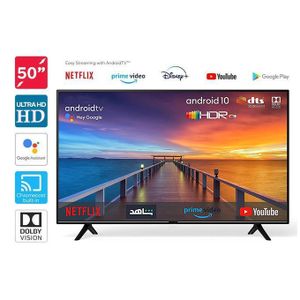 50”
Easy Streaming with AndroidTV™
NETFLIX
prime video
Disney+
YouTube
Google Play
ULTRA HD
HD
Google Assistant
Chromecast
built-in
DOLBY
VISION
androidtv
Hey Google
android 10
dts
HDR
NETFLIX
شاهد
prime video
YouTube